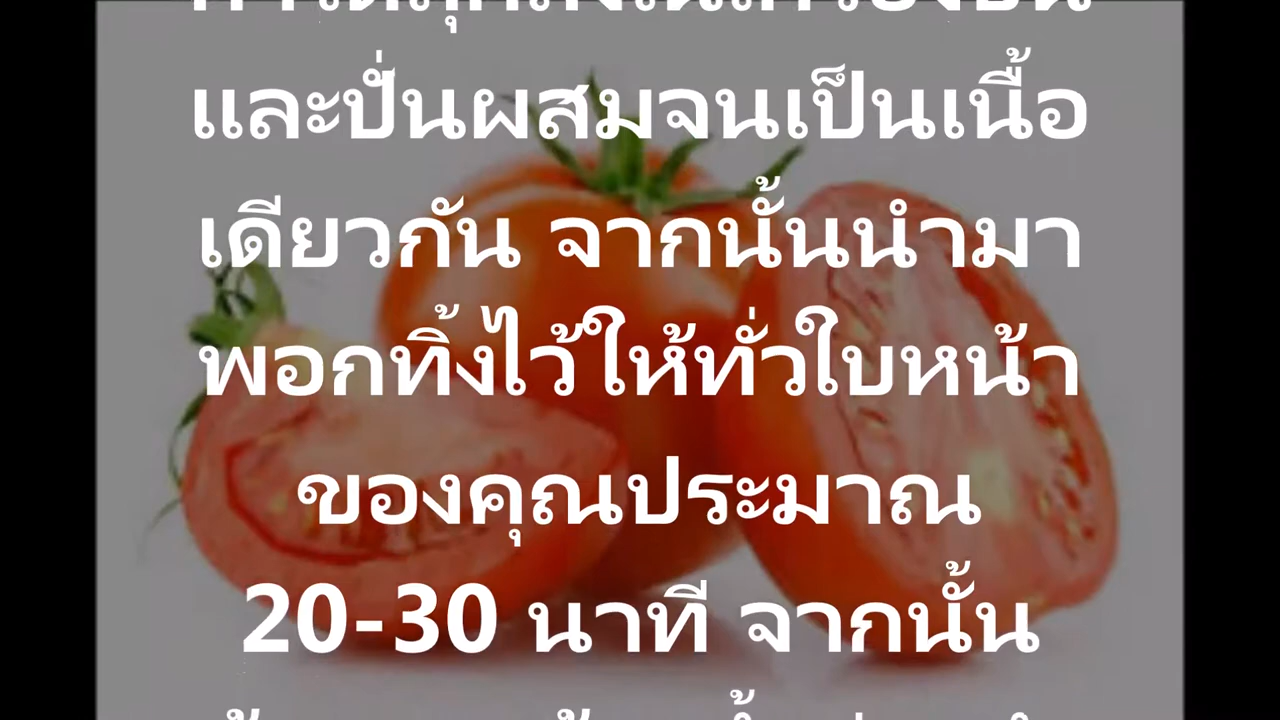 และปั่นผสมจนเป็นเนื้อ
เดียวกัน จากนั้นนำมา
พอกทิ้งไว้ให้ทั่วใบหน้า
ของคุณประมาณ
20-30 นาที จากนั้น